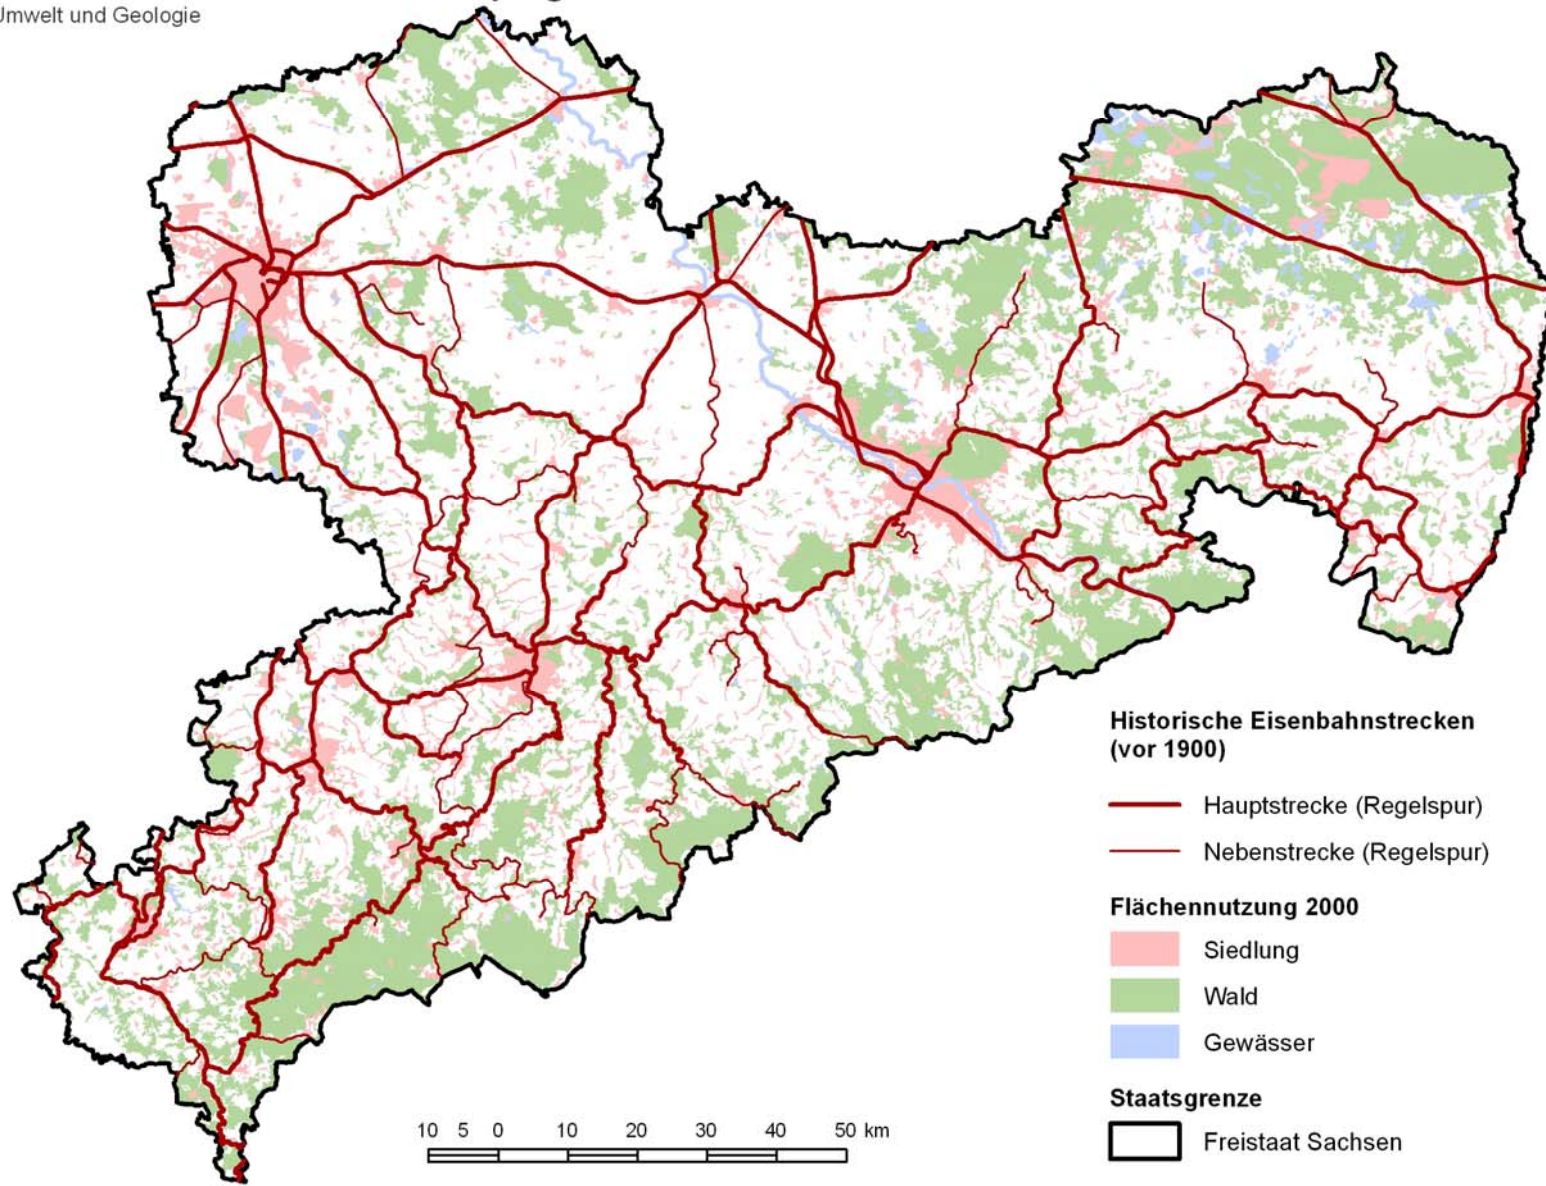 Umwelt und Geologie
Historische Eisenbahnstrecken
(vor 1900)
Hauptstrecke (Regelspur)
Nebenstrecke (Regelspur)
Flächennutzung 2000
Siedlung
Wald
Gewässer
Staatsgrenze
Freistaat Sachsen
10 5 0 10 20 30 40 50 km